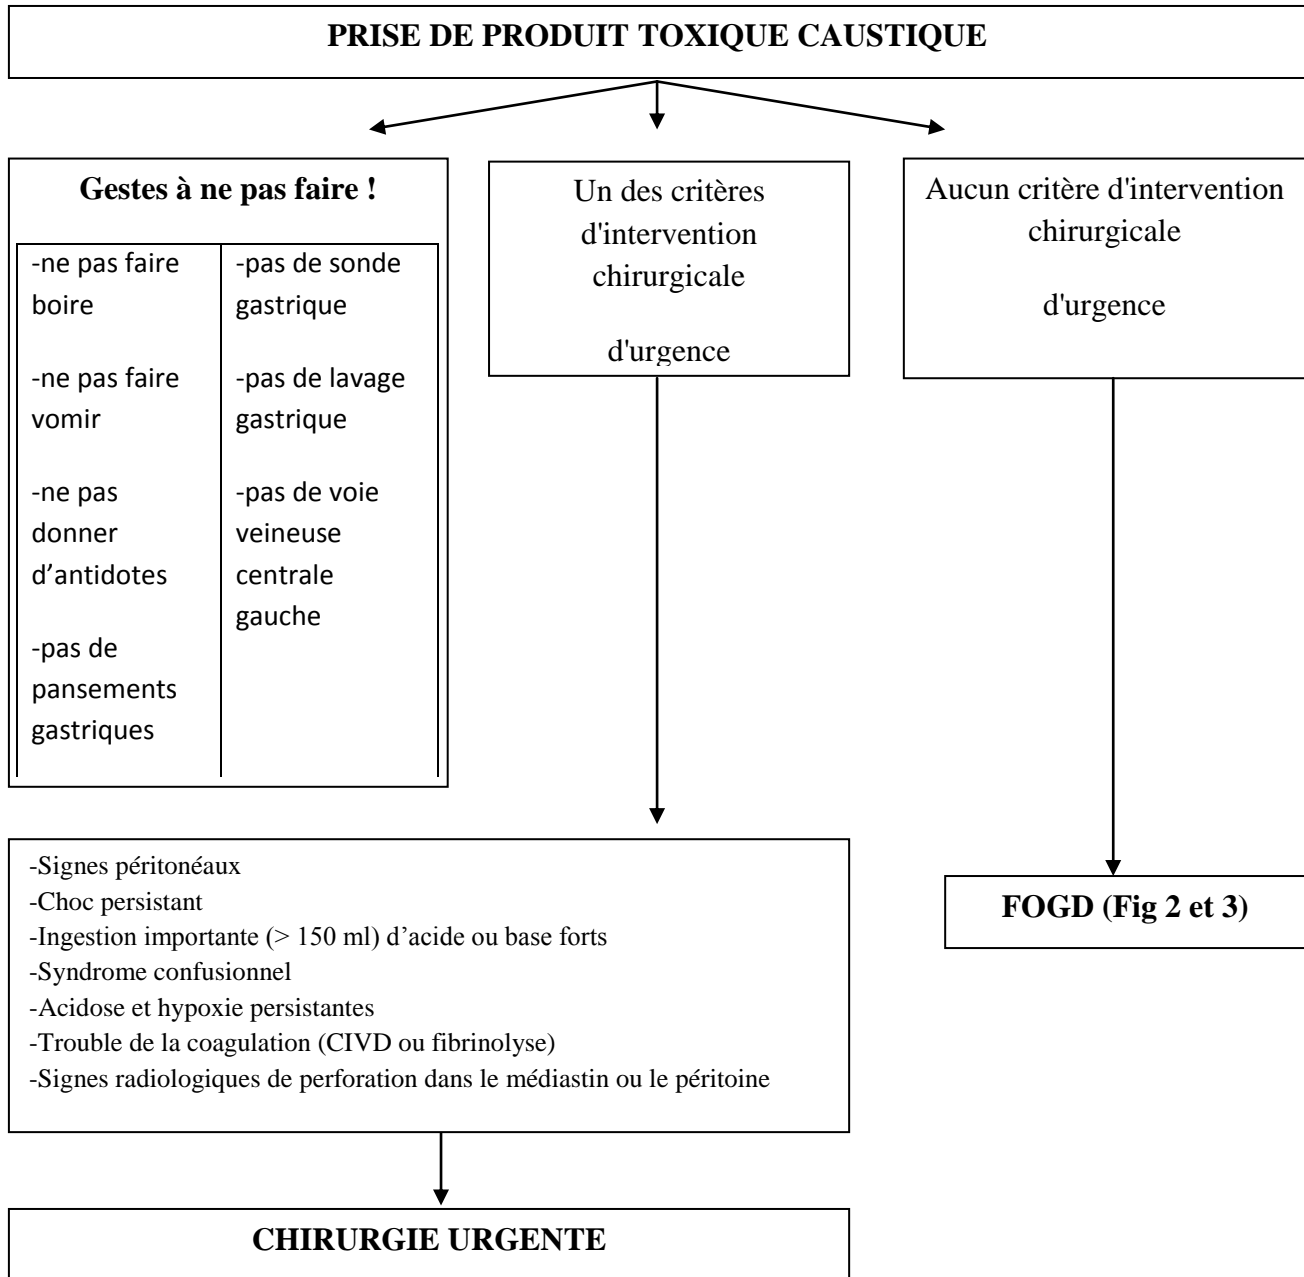 PRISE DE PRODUIT TOXIQUE CAUSTIQUE
Gestes à ne pas faire !
-ne pas faire
boire
-ne pas faire
vomir
-ne pas
donner
d’antidotes
-pas de
pansements
gastriques
-pas de sonde
gastrique
-pas de lavage
gastrique
-pas de voie
veineuse
centrale
gauche
Un des critères
d'intervention
chirurgicale
d'urgence
Aucun critère d'intervention
chirurgicale
d'urgence
-Signes péritonéaux
-Choc persistant
-Ingestion importante (> 150 ml) d’acide ou base forts
-Syndrome confusionnel
-Acidose et hypoxie persistantes
-Trouble de la coagulation (CIVD ou fibrinolyse)
-Signes radiologiques de perforation dans le médiastin ou le péritoine
FOGD (Fig 2 et 3)
CHIRURGIE URGENTE